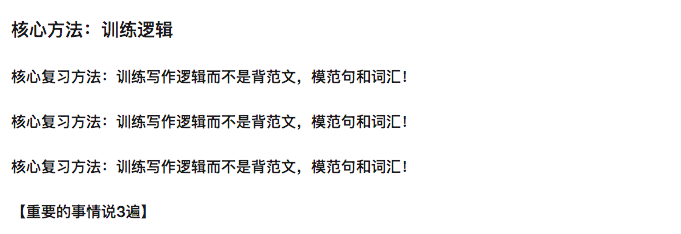 核心方法：训练逻辑
核心复习方法：训练写作逻辑而不是背范文，模范句和词汇！
核心复习方法：训练写作逻辑而不是背范文，模范句和词汇！
核心复习方法：训练写作逻辑而不是背范文，模范句和词汇！
【重要的事情说3遍】